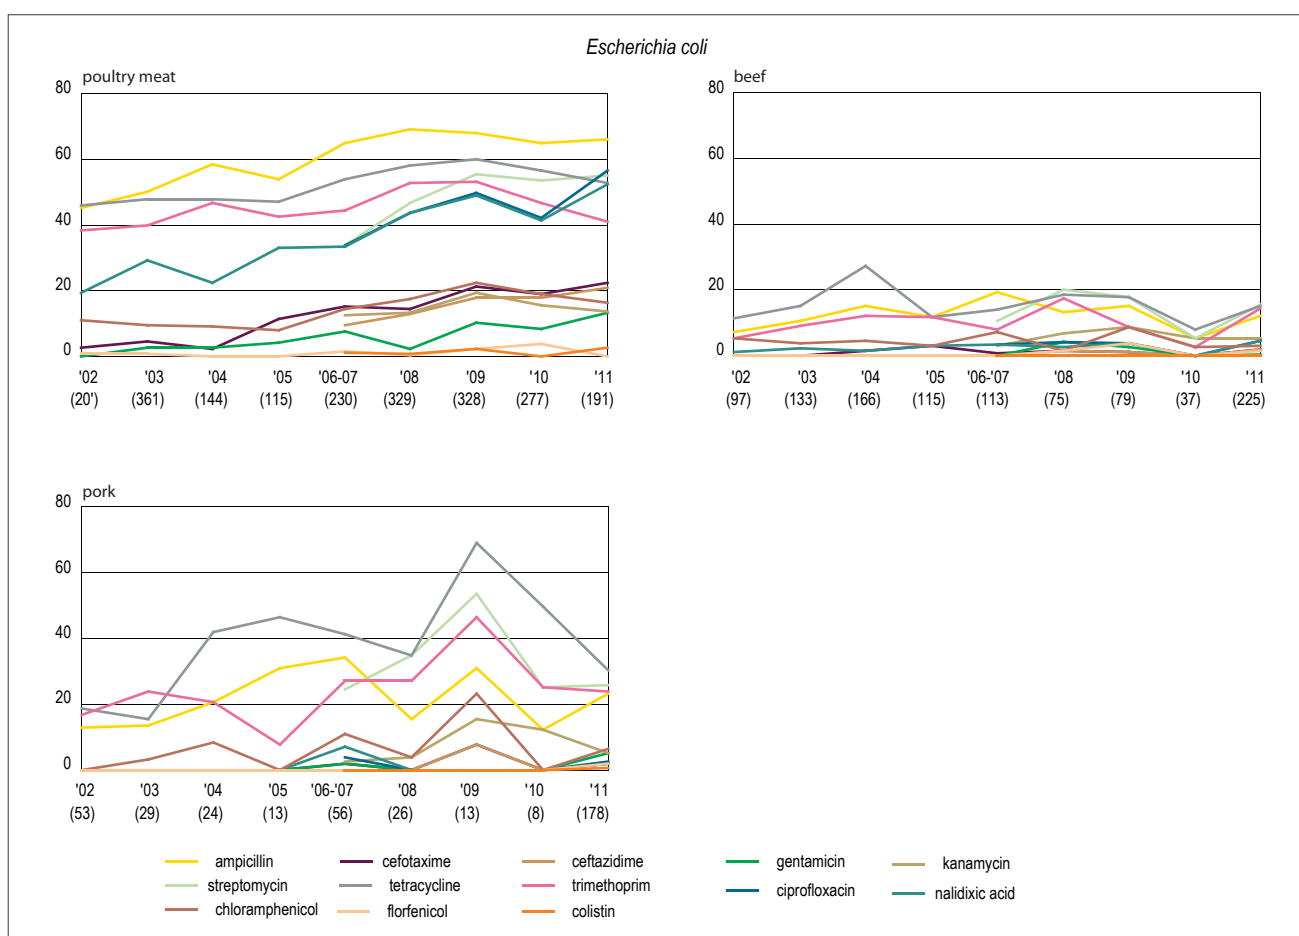 Escherichia coli
poultry meat
80
60
40
20
0
'02 '03 '04 '05 '06-07 '08 '09 '10 '11
(20') (361) (144) (115) (230) (329) (328) (277) (191)
beef
80
60
40
20
0
'02 '03 '04 '05 '06-'07 '08 '09 '10 '11
(97) (133) (166) (115) (113) (75) (79) (37) (225)
pork
80
60
40
20
0
'02 '03 '04 '05 '06-'07 '08 '09 '10 '11
(53) (29) (24) (13) (56) (26) (13) (8) (178)
ampicillin cefotaxime ceftazidime gentamicin kanamycin
streptomycin tetracycline trimethoprim ciprofloxacin nalidixic acid
chloramphenicol florfenicol colistin